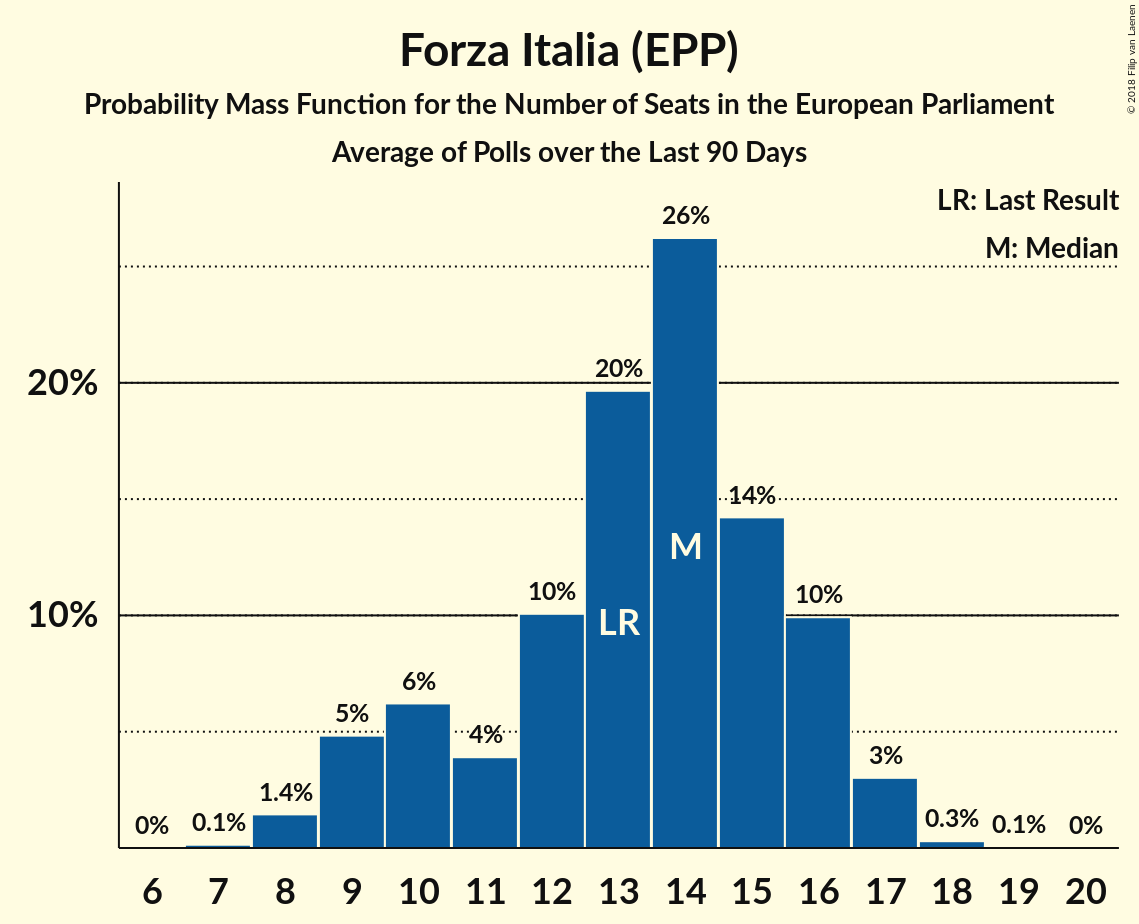 Forza Italia (EPP)
Probability Mass Function for the Number of Seats in the European Parliament
Average of Polls over the Last 90 Days
© 2018 Filip van Laenen
LR: Last Result
M: Median
26%
20%
20%
14%
M
10%
10%
10%
LR
6%
5%
4%
3%
1.4%
0%
0.1%
0.3%
0.1%
0%
6 7 8 9 10 11 12 13 14 15 16 17 18 19 20